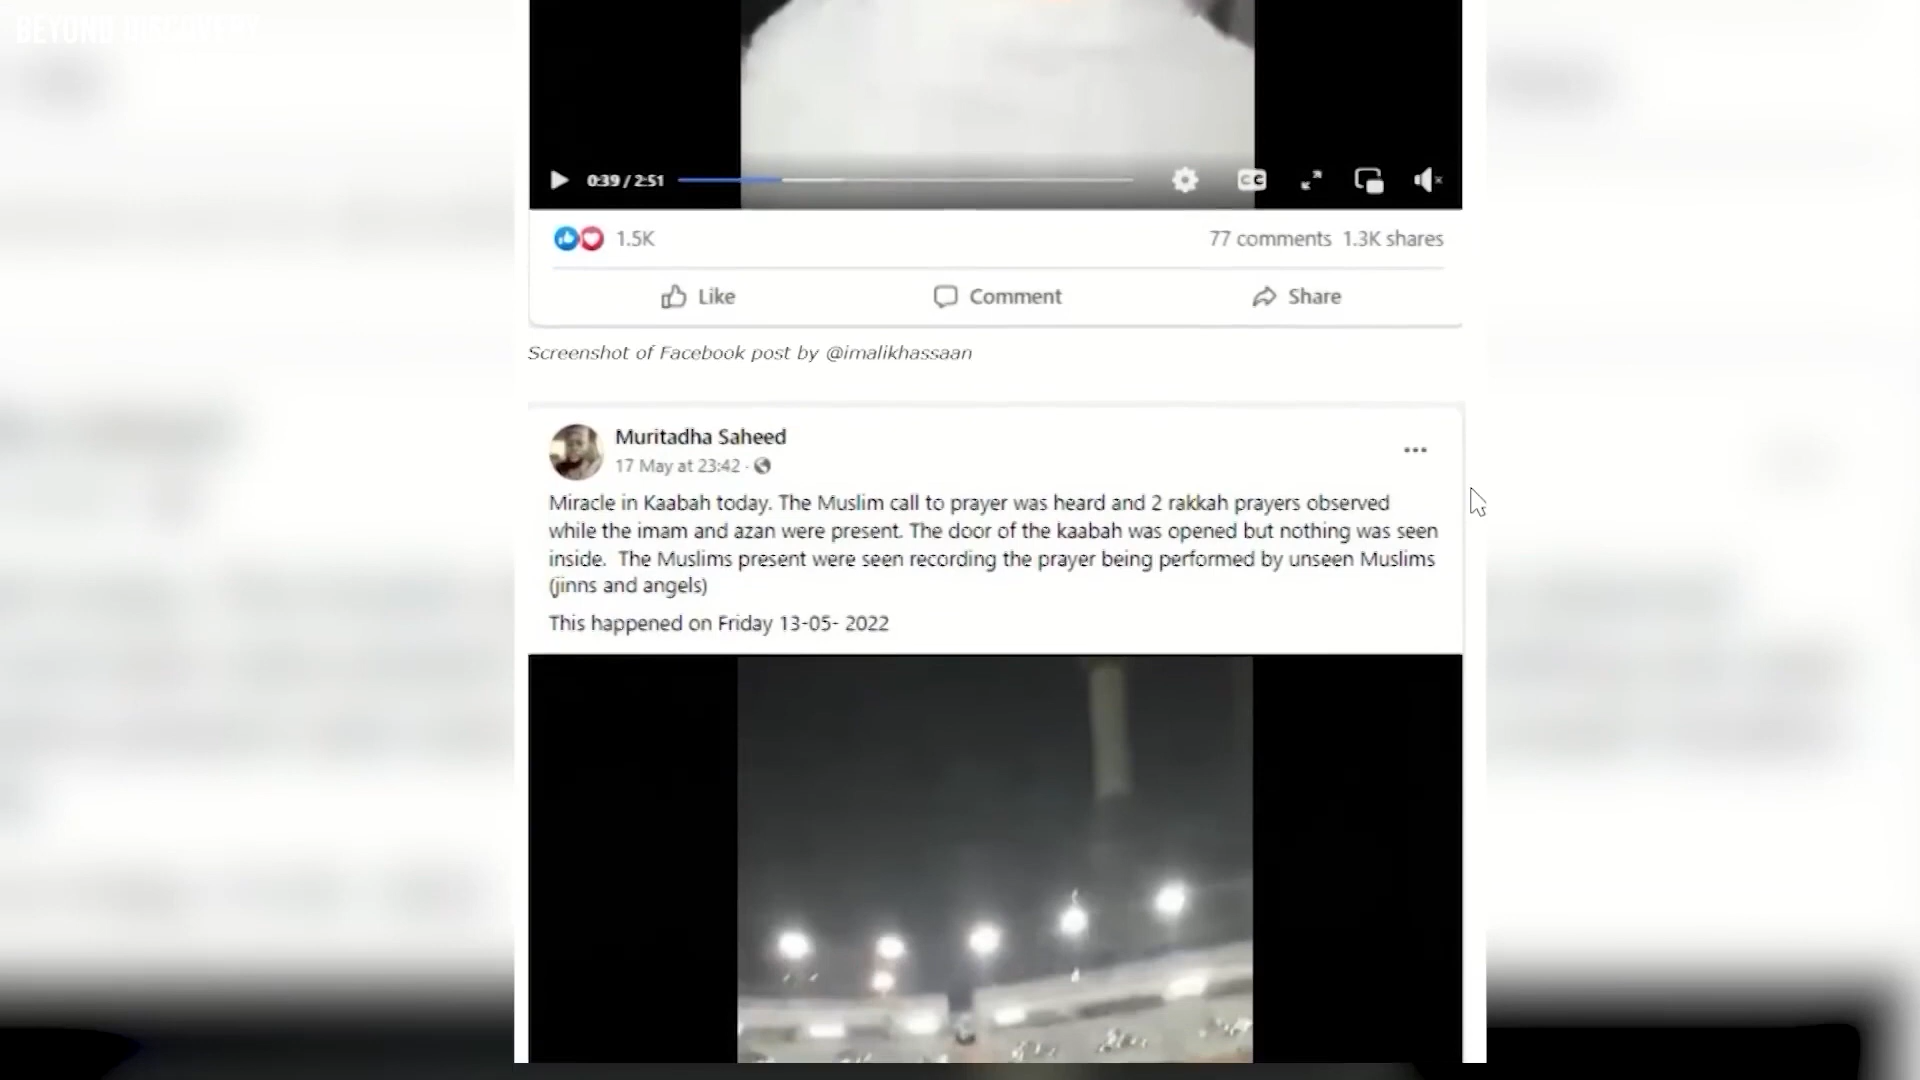 BEYOND DISCOVERY
0:39 / 2:51
CC
1.5K
77 comments 1.3K shares
Like
Comment
Share
Screenshot of Facebook post by @imalikhassaan
Muritadha Saheed
17 May at 23:42 ·
Miracle in Kaabah today. The Muslim call to prayer was heard and 2 rakkah prayers observed
while the imam and azan were present. The door of the kaabah was opened but nothing was seen
inside. The Muslims present were seen recording the prayer being performed by unseen Muslims
(jinns and angels)
This happened on Friday 13-05- 2022